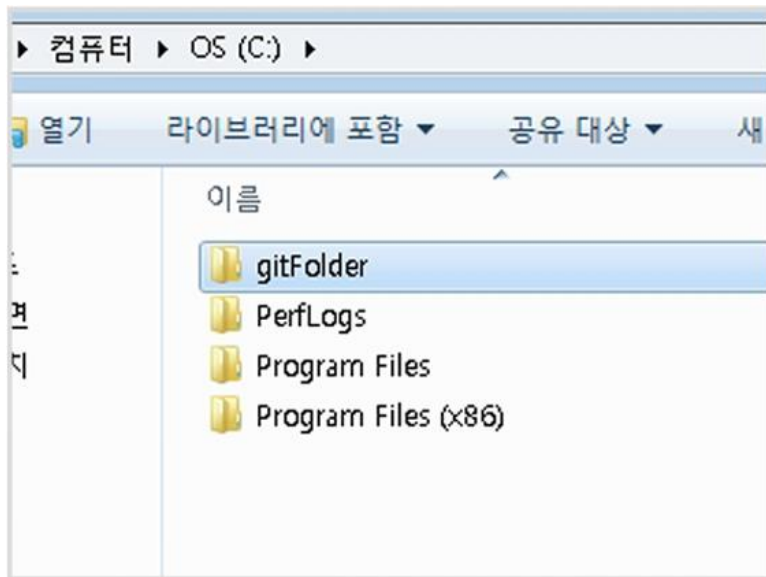 컴퓨터 ▸ OS (C:) ▸
열기 라이브러리에 포함 ▾ 공유 대상 ▾ 새
이름
gitFolder
PerfLogs
Program Files
Program Files (x86)